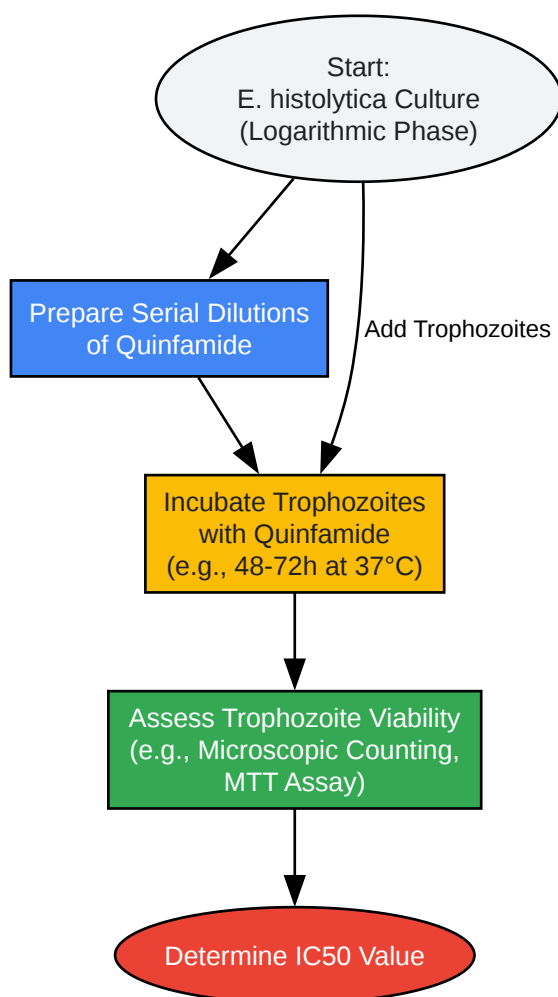 Start:
E. histolytica Culture
(Logarithmic Phase)
Prepare Serial Dilutions
of Quinfamide
Add Trophozoites
Incubate Trophozoites
with Quinfamide
(e.g., 48-72h at 37°C)
Assess Trophozoite Viability
(e.g., Microscopic Counting,
MTT Assay)
Determine IC50 Value